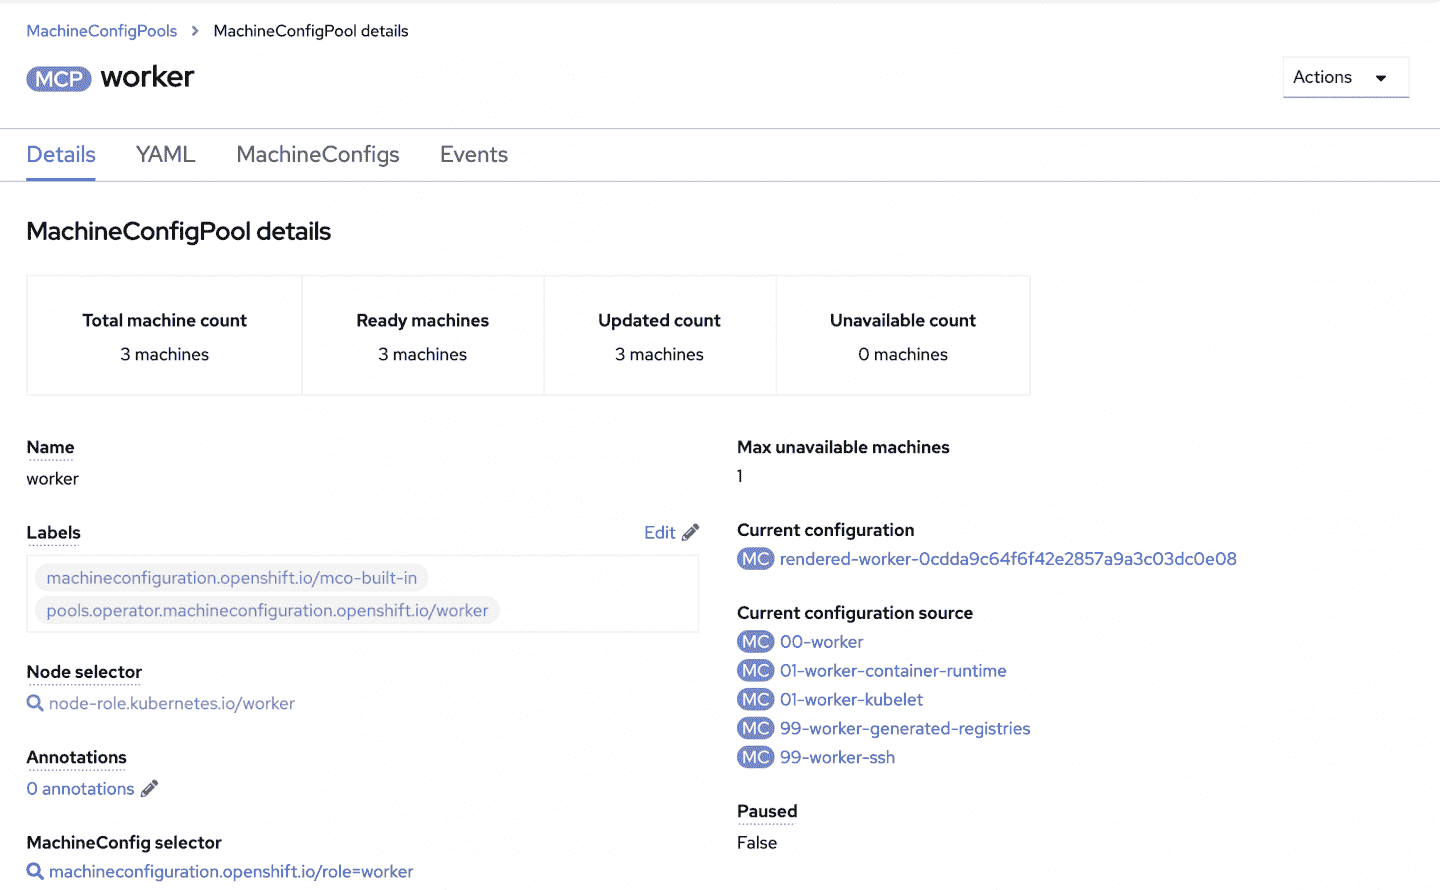 MachineConfigPools > MachineConfigPool details
MCP worker
Actions
Details YAML MachineConfigs Events
MachineConfigPool details
Total machine count Ready machines Updated count Unavailable count
3 machines 3 machines 3 machines 0 machines
Name
worker
Labels Edit
machineconfiguration.openshift.io/mco-built-in
pools.operator.machineconfiguration.openshift.io/worker
Node selector
node-role.kubernetes.io/worker
Annotations
0 annotations
MachineConfig selector
machineconfiguration.openshift.io/role=worker
Max unavailable machines
1
Current configuration
MC rendered-worker-0cdda9c64f6f42e2857a9a3c03dc0e08
Current configuration source
MC 00-worker
MC 01-worker-container-runtime
MC 01-worker-kubelet
MC 99-worker-generated-registries
MC 99-worker-ssh
Paused
False